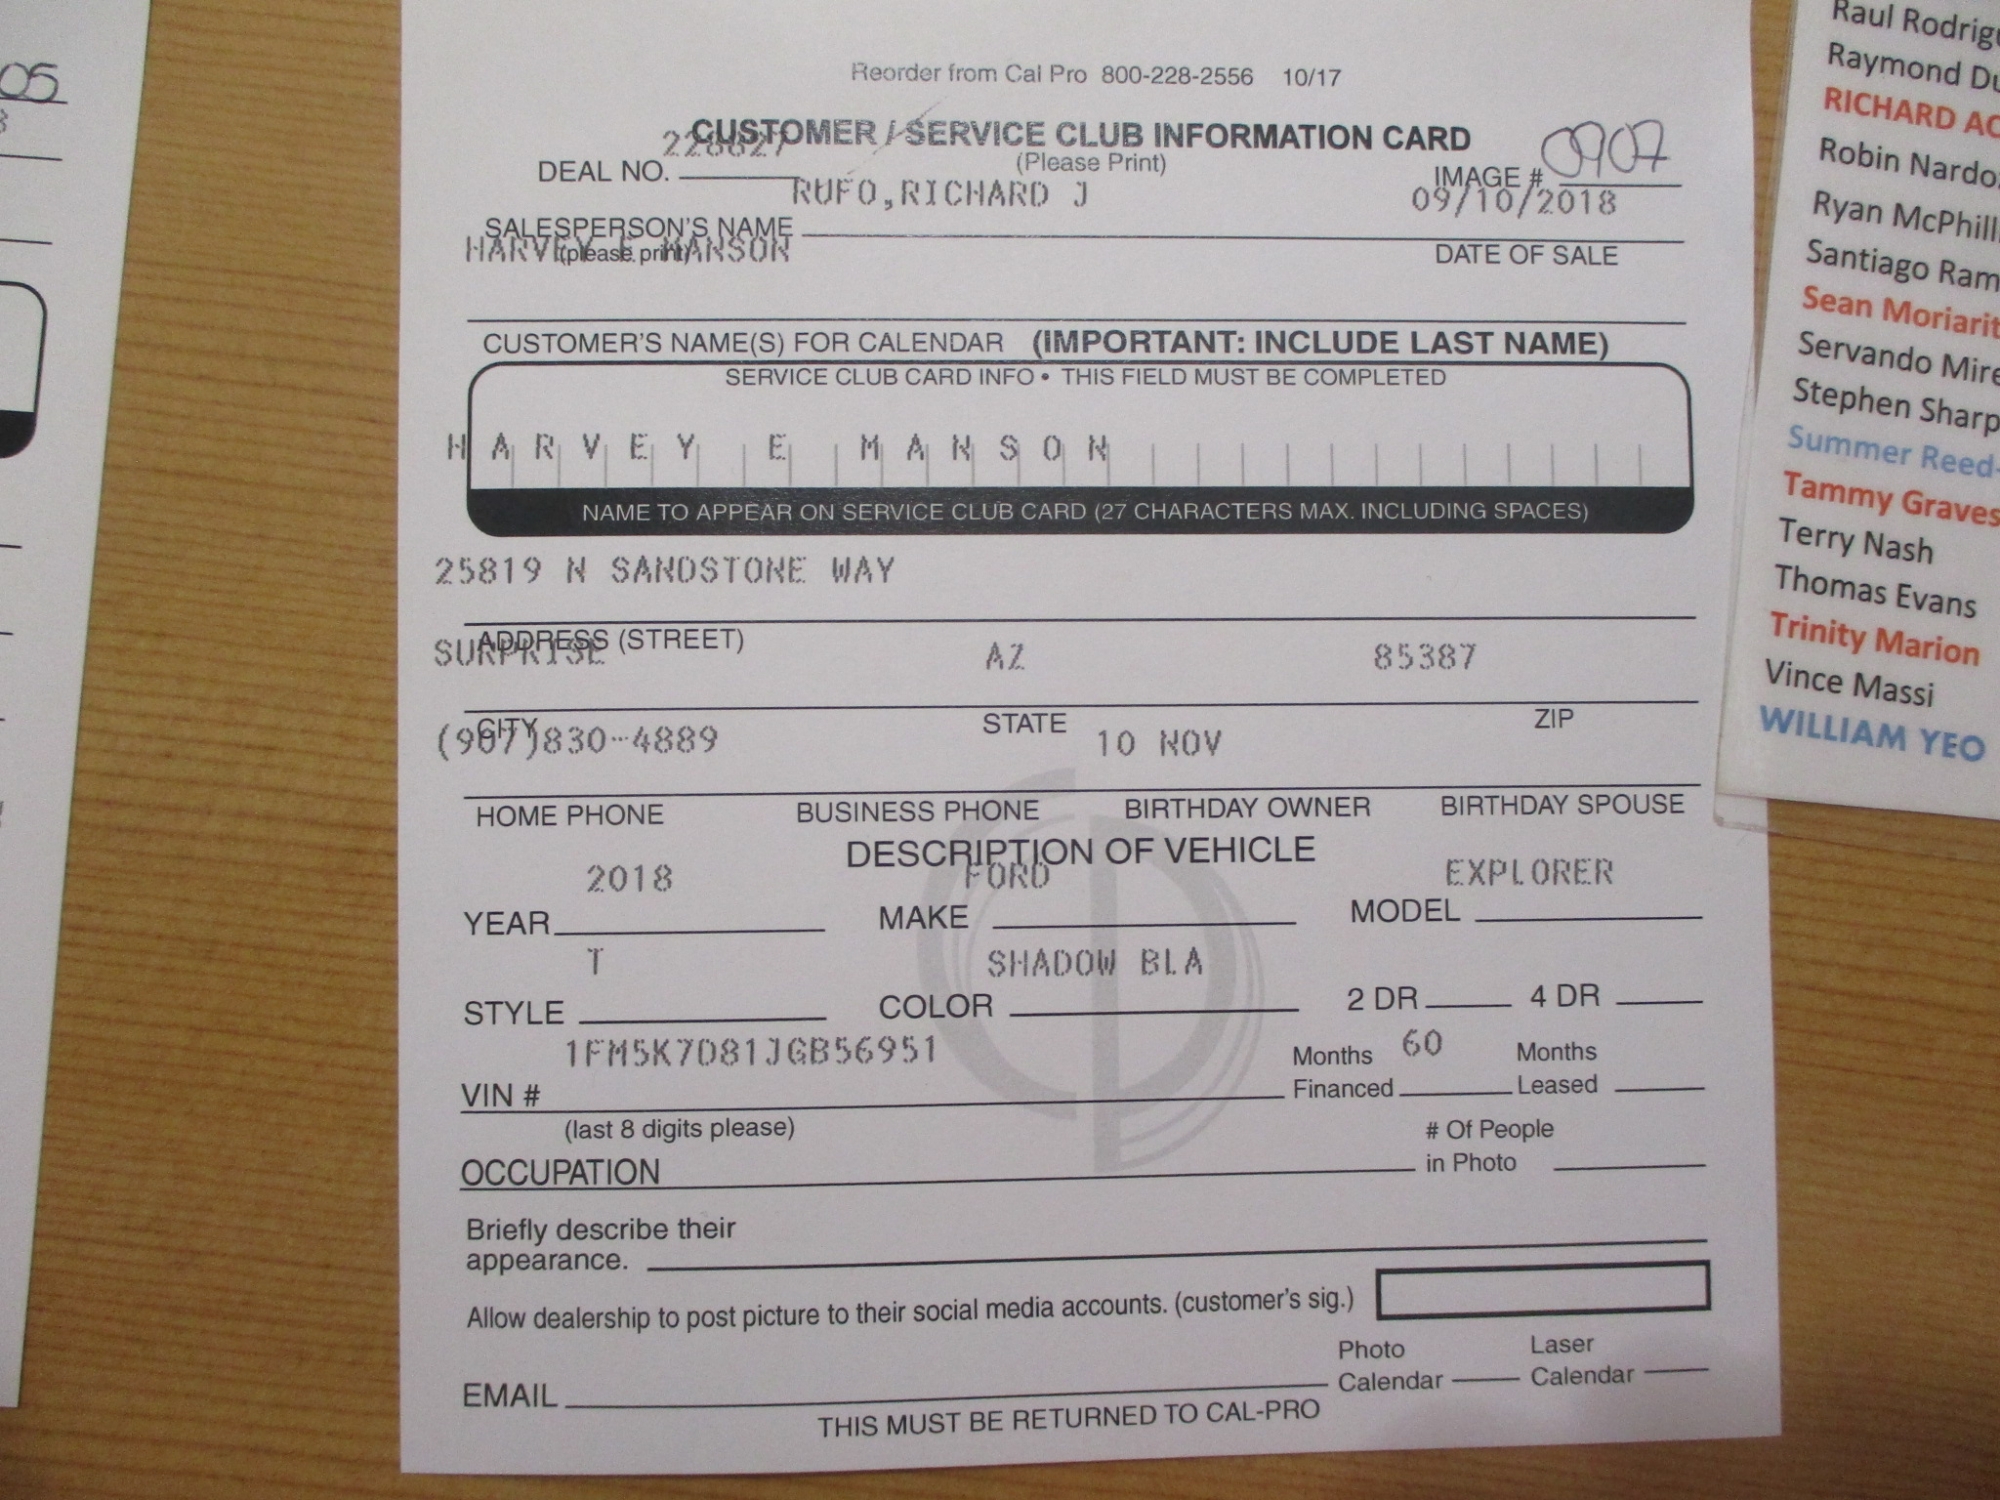 05
Reorder from Cal Pro 800-228-2556 10/17
CUSTOMER / SERVICE CLUB INFORMATION CARD
(Please Print)
DEAL NO. 228827
IMAGE # 0907
RUFO,RICHARD J
09/10/2018
SALESPERSON'S NAME
(please print)
DATE OF SALE
HARVEY E MANSON
CUSTOMER'S NAME(S) FOR CALENDAR (IMPORTANT: INCLUDE LAST NAME)
SERVICE CLUB CARD INFO • THIS FIELD MUST BE COMPLETED
HARVEY E MANSON
NAME TO APPEAR ON SERVICE CLUB CARD (27 CHARACTERS MAX. INCLUDING SPACES)
25819 N SANDSTONE WAY
ADDRESS (STREET)
SURPRISE AZ 85387
CITY STATE ZIP
(907)830-4889 10 NOV
HOME PHONE BUSINESS PHONE BIRTHDAY OWNER BIRTHDAY SPOUSE
DESCRIPTION OF VEHICLE
2018 FORD EXPLORER
YEAR MAKE MODEL
T SHADOW BLA
STYLE COLOR 2 DR 4 DR
1FM5K7D81JGB56951
VIN #
(last 8 digits please)
Months Financed 60
Months Leased
OCCUPATION
# Of People
in Photo
Briefly describe their
appearance.
Allow dealership to post picture to their social media accounts. (customer's sig.)
Photo Calendar
Laser Calendar
EMAIL
THIS MUST BE RETURNED TO CAL-PRO
Raul
Raymond
RICHARD
Robin
Ryan
Santiago
Sean
Servando
Stephen
Summer
Tammy Graves
Terry Nash
Thomas Evans
Trinity Marion
Vince Massi
WILLIAM YEO